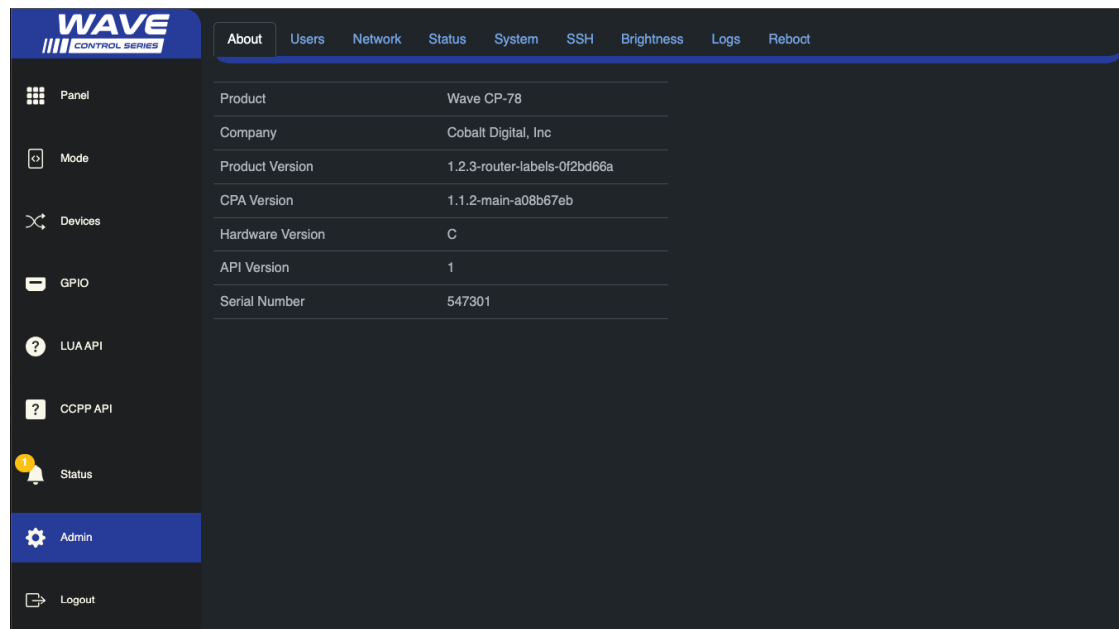 WAVE
CONTROL SERIES
About Users Network Status System SSH Brightness Logs Reboot
Panel
Mode
Devices
GPIO
? LUA API
? CCPP API
1
Status
Admin
Logout
Product Wave CP-78
Company Cobalt Digital, Inc
Product Version 1.2.3-router-labels-0f2bd66a
CPA Version 1.1.2-main-a08b67eb
Hardware Version C
API Version 1
Serial Number 547301